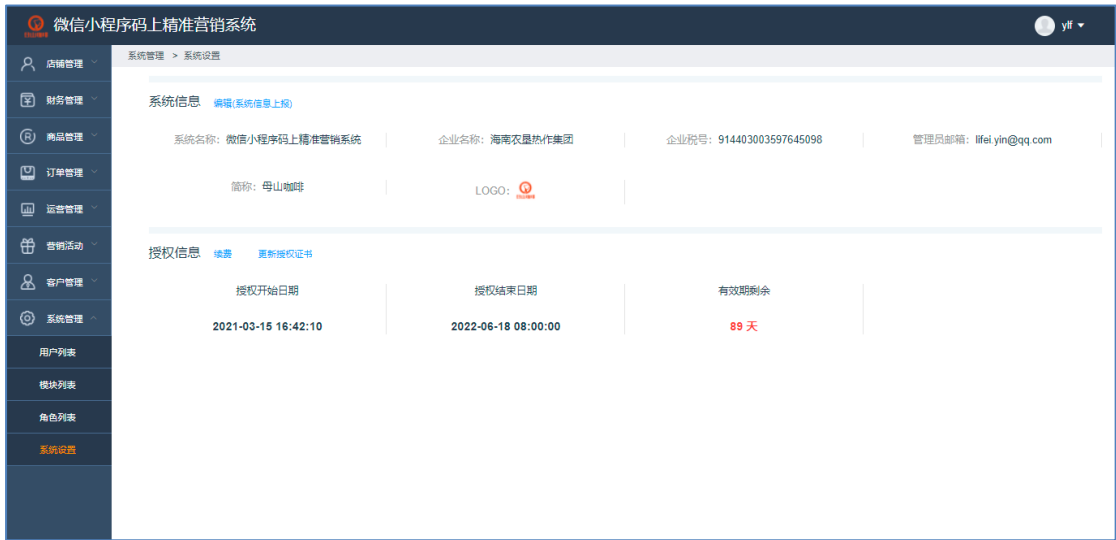 微信小程序码上精准营销系统
ylf
店铺管理
财务管理
商品管理
订单管理
运营管理
营销活动
客户管理
系统管理
用户列表
模块列表
角色列表
系统设置
系统管理 > 系统设置
系统信息 编辑(系统信息上报)
系统名称: 微信小程序码上精准营销系统 企业名称: 海南农垦热作集团 企业税号: 914403003597645098 管理员邮箱: lifei.yin@qq.com
简称: 母山咖啡 LOGO:
授权信息 续费 更新授权证书
授权开始日期 授权结束日期 有效期剩余
2021-03-15 16:42:10 2022-06-18 08:00:00 89 天